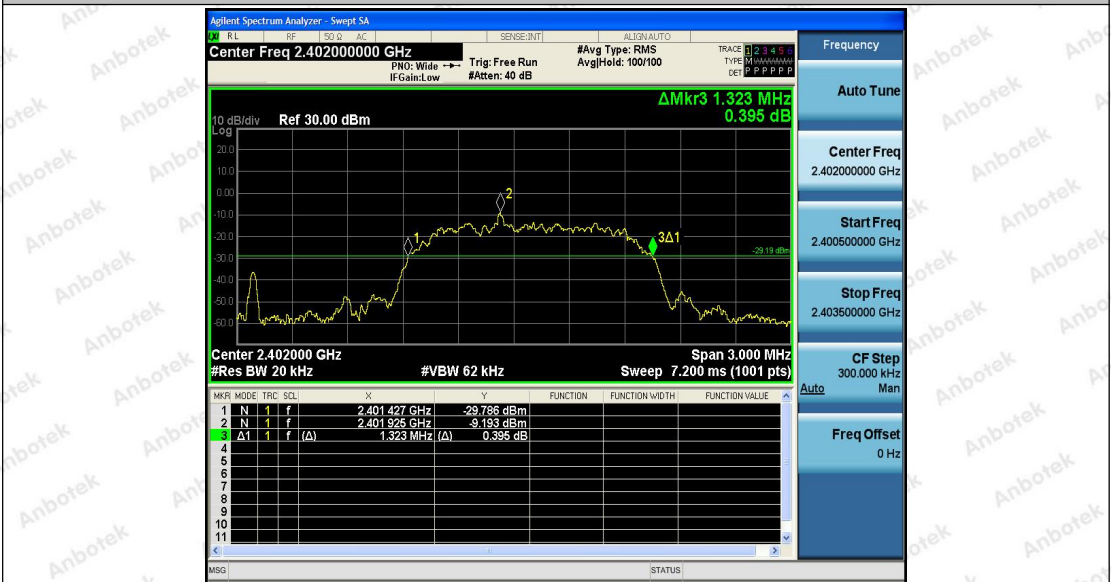 Agilent Spectrum Analyzer - Swept SA
RL RF 50 Ω AC SENSE:INT ALIGNAUTO
Center Freq 2.402000000 GHz
PNO: Wide
IFGain:Low
Trig: Free Run
#Atten: 40 dB
#Avg Type: RMS
Avg|Hold: 100/100
TRACE 1 2 3 4 5 6
TYPE M
DET P P P P P P
ΔMkr3 1.323 MHz
0.395 dB
10 dB/div Ref 30.00 dBm
Log
20.0
10.0
0.00
-10.0
-20.0
-30.0
-40.0
-50.0
-60.0
1
2
3Δ1
-29.19 dBm
Center 2.402000 GHz Span 3.000 MHz
#Res BW 20 kHz #VBW 62 kHz Sweep 7.200 ms (1001 pts)
MKR MODE TRC SCL X Y FUNCTION FUNCTION WIDTH FUNCTION VALUE
1 N 1 f 2.401 427 GHz -29.786 dBm
2 N 1 f 2.401 925 GHz -9.193 dBm
3 Δ1 1 f (Δ) 1.323 MHz (Δ) 0.395 dB
4
5
6
7
8
9
10
11
MSG STATUS
Frequency
Auto Tune
Center Freq
2.402000000 GHz
Start Freq
2.400500000 GHz
Stop Freq
2.403500000 GHz
CF Step
300.000 kHz
Auto Man
Freq Offset
0 Hz
Anbotek